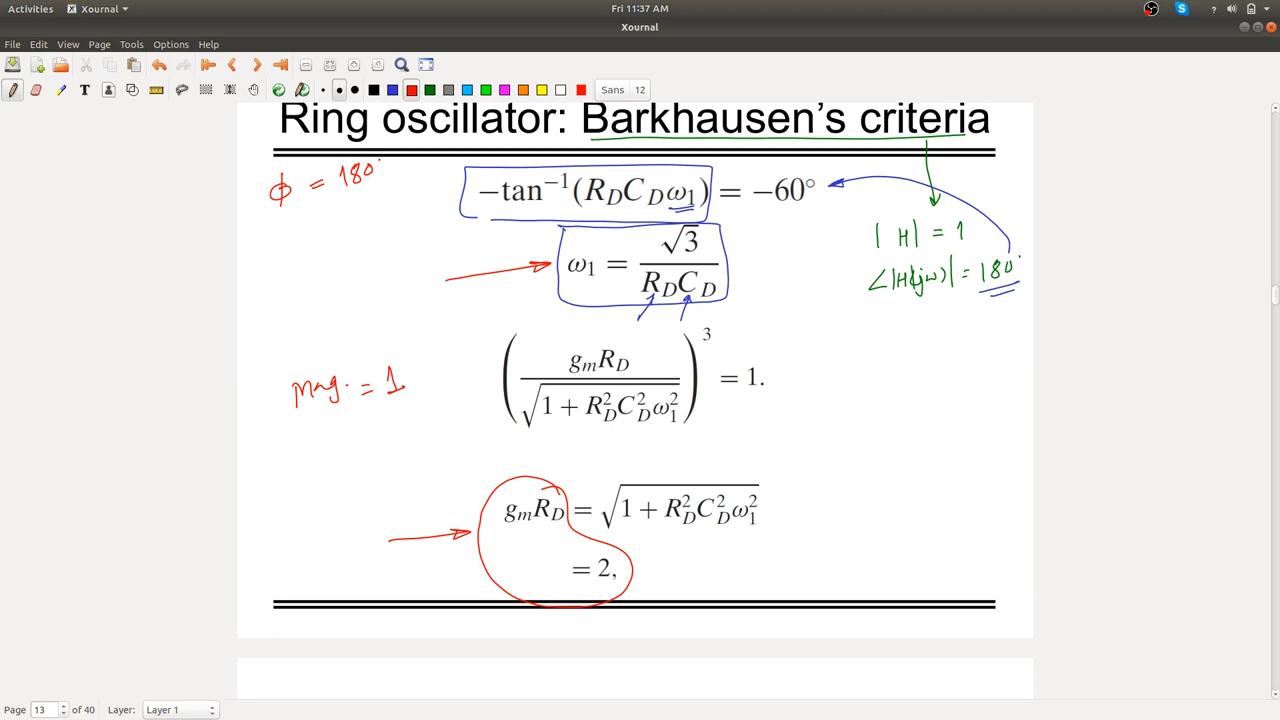 Activities Xournal Fri 11:37 AM
Xournal
File Edit View Page Tools Options Help
Sans 12
Ring oscillator: Barkhausen's criteria
ϕ = 180°
−tan⁻¹(R_D C_D ω₁) = −60°
|H| = 1
ω₁ = √3 / (R_D C_D)
∠|H(jω)| = 180°
(g_m R_D / √(1 + R_D² C_D² ω₁²))³ = 1.
Mag. = 1
g_m R_D = √(1 + R_D² C_D² ω₁²)
= 2,
Page 13 of 40 Layer: Layer 1